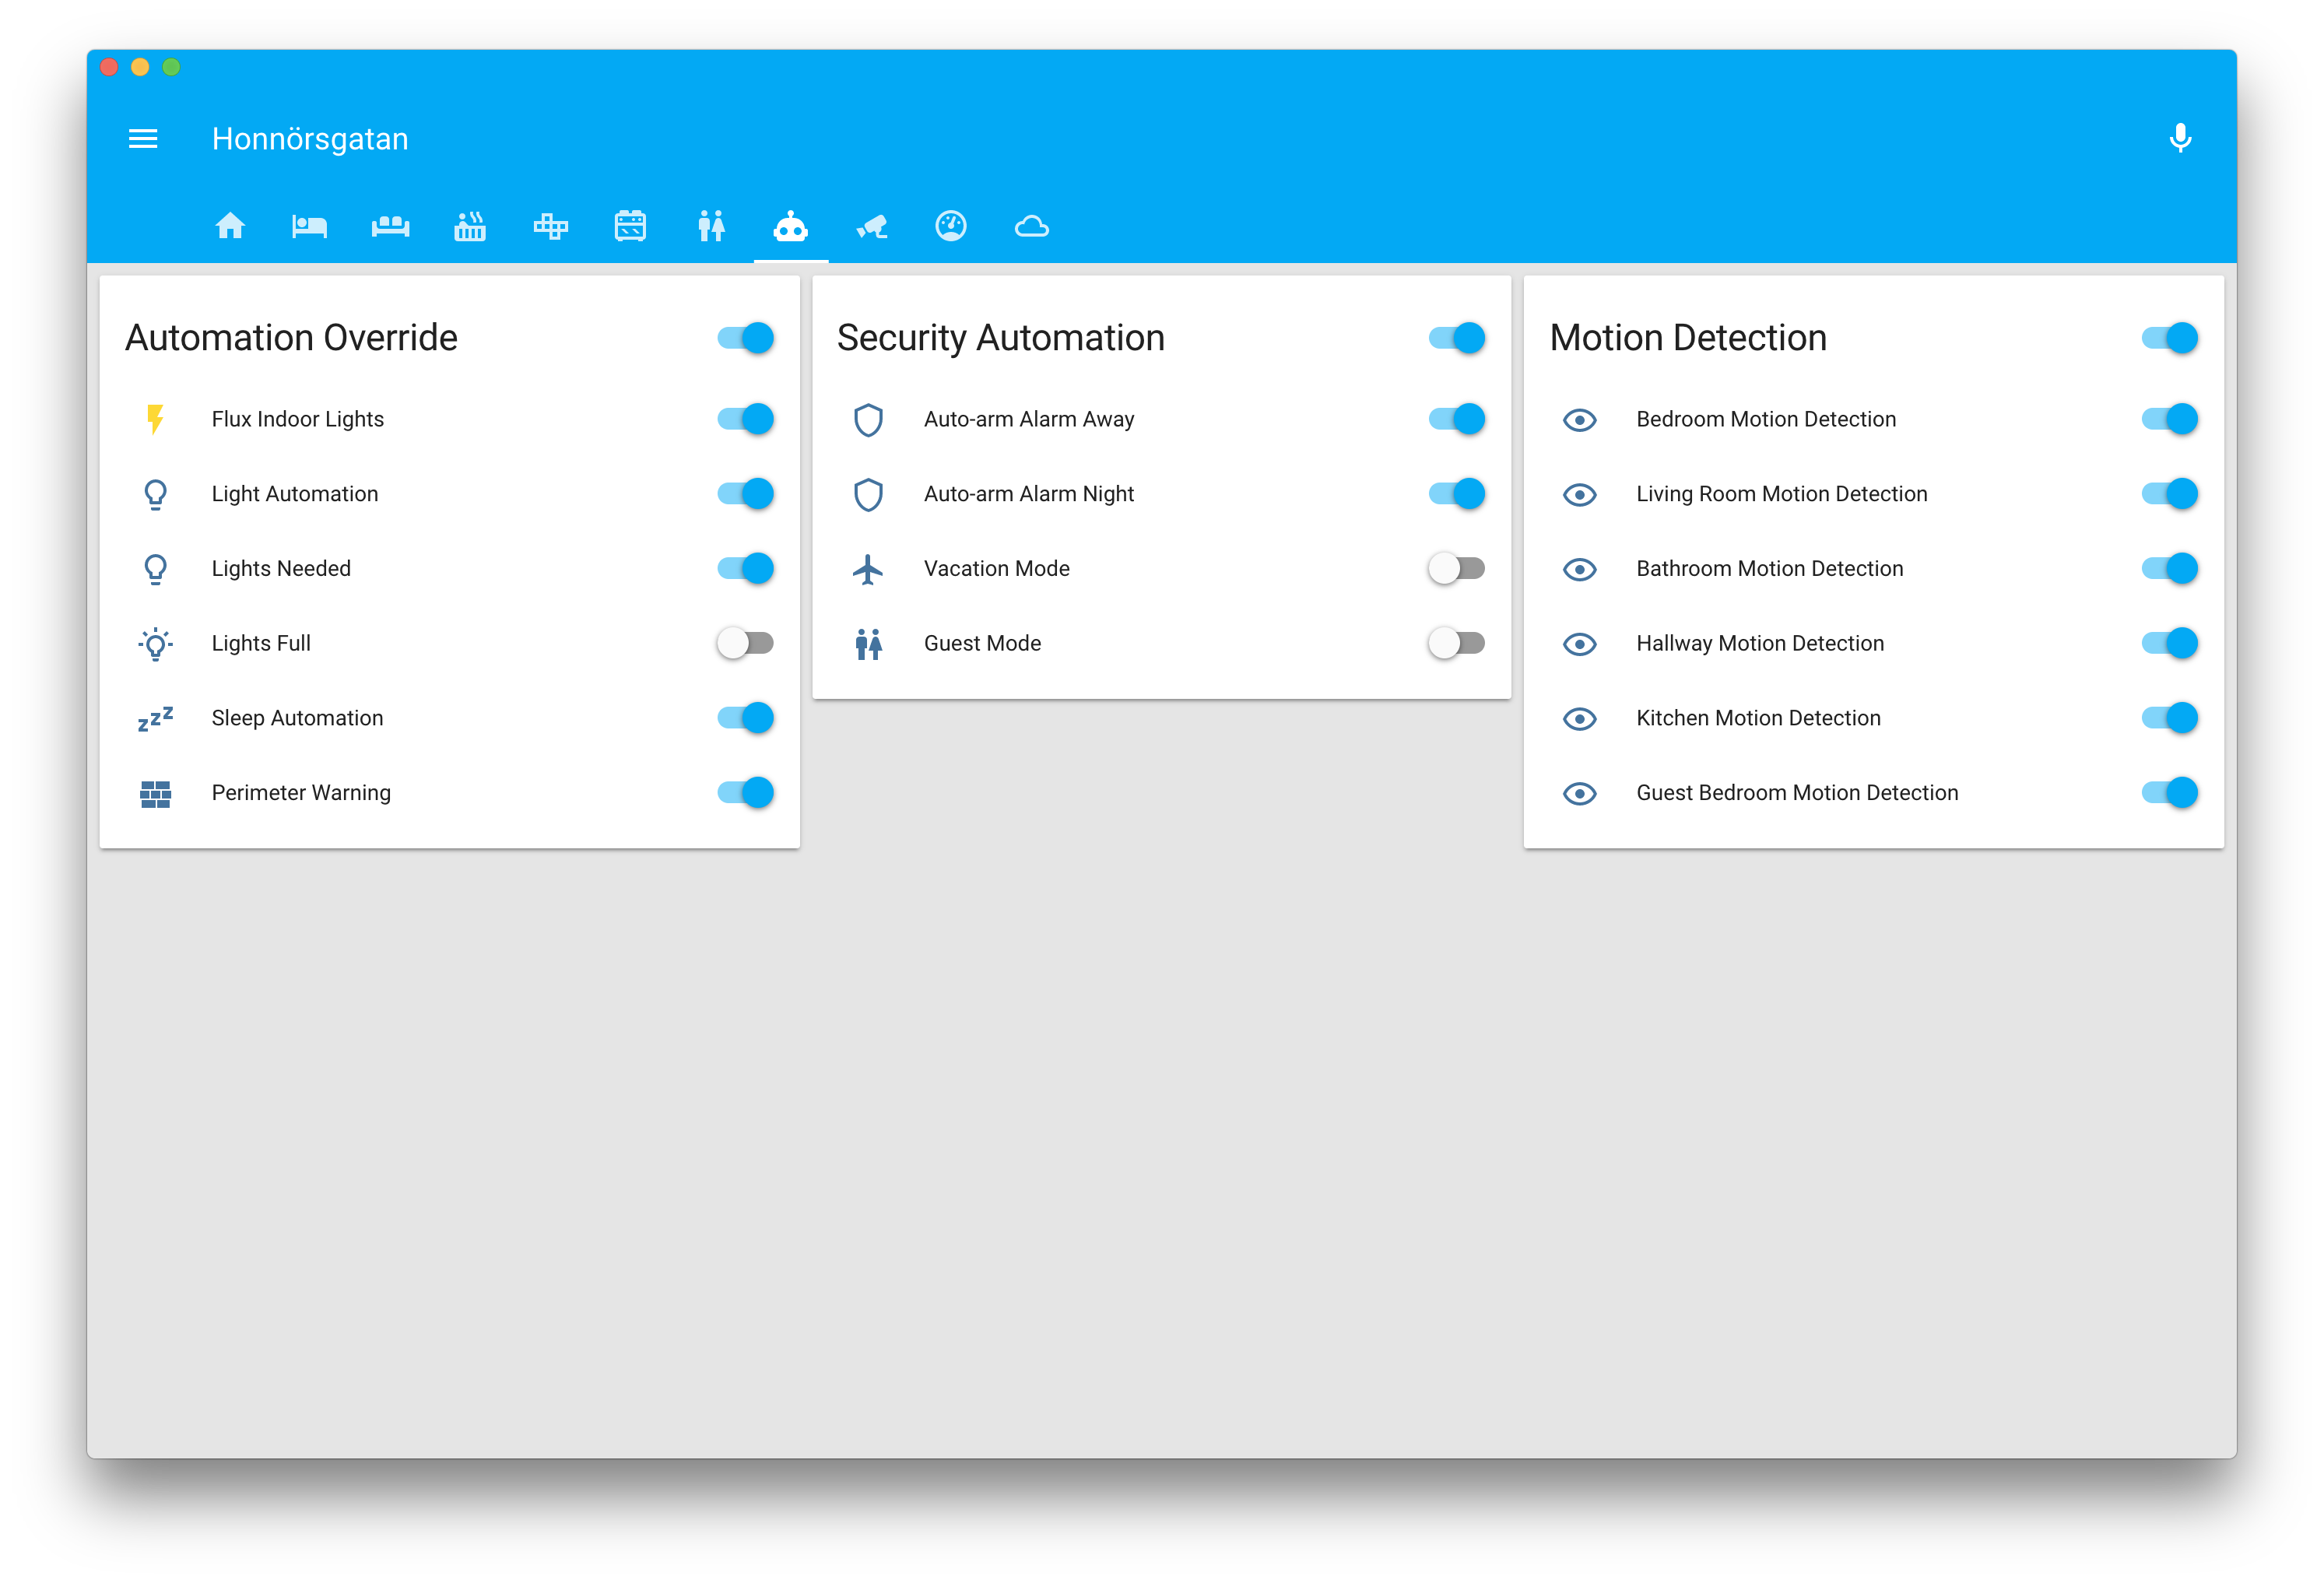 Honnörsgatan
Automation Override
Flux Indoor Lights
Light Automation
Lights Needed
Lights Full
Sleep Automation
Perimeter Warning
Security Automation
Auto-arm Alarm Away
Auto-arm Alarm Night
Vacation Mode
Guest Mode
Motion Detection
Bedroom Motion Detection
Living Room Motion Detection
Bathroom Motion Detection
Hallway Motion Detection
Kitchen Motion Detection
Guest Bedroom Motion Detection